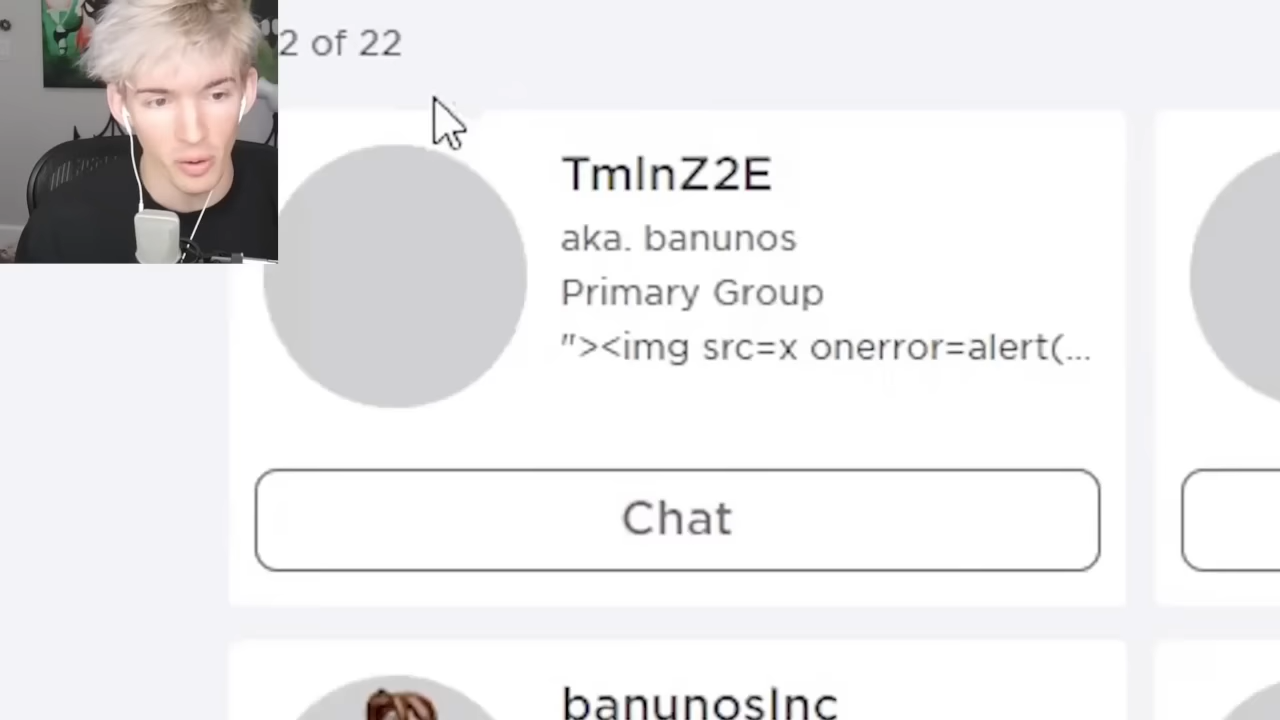 2 of 22
TmlnZ2E
aka. banunos
Primary Group
"><img src=x onerror=alert(...
Chat
banunosInc